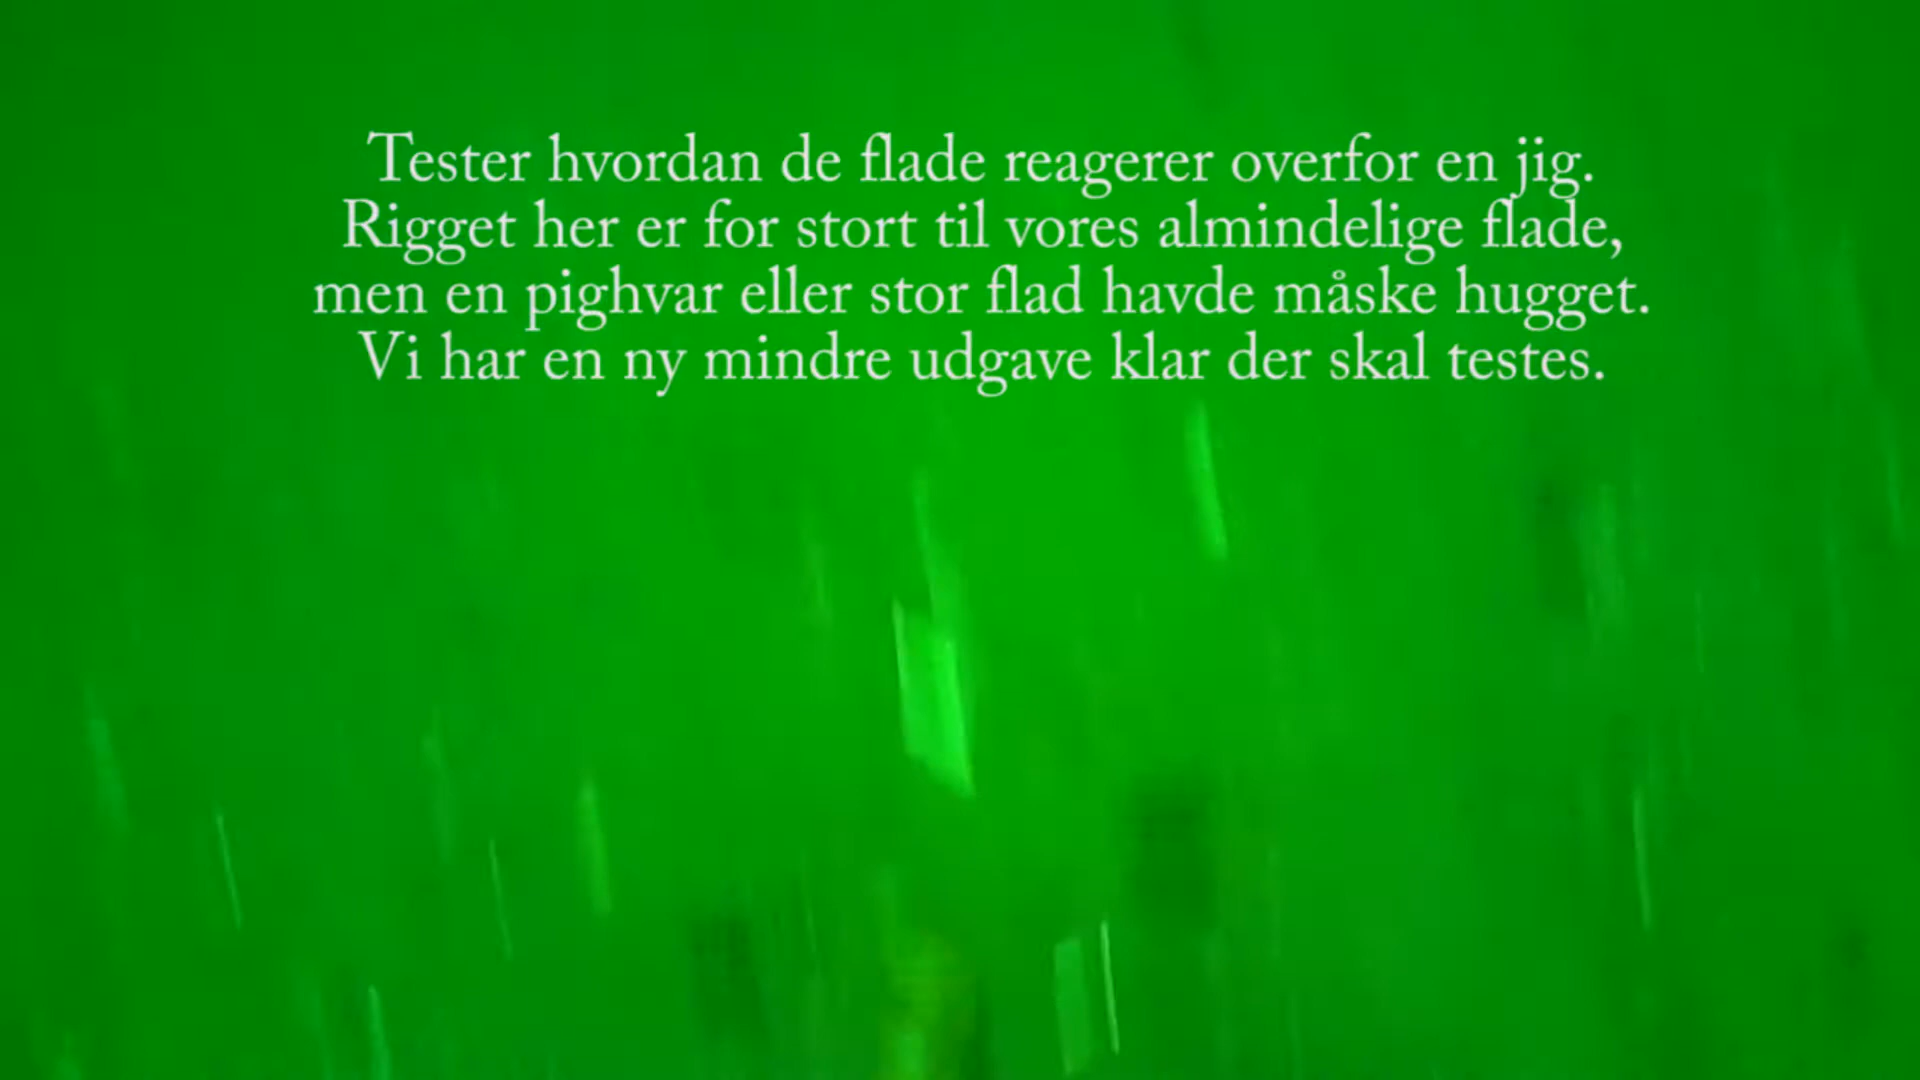 Tester hvordan de flade reagerer overfor en jig.
Rigget her er for stort til vores almindelige flade,
men en pighvar eller stor flad havde måske hugget.
Vi har en ny mindre udgave klar der skal testes.